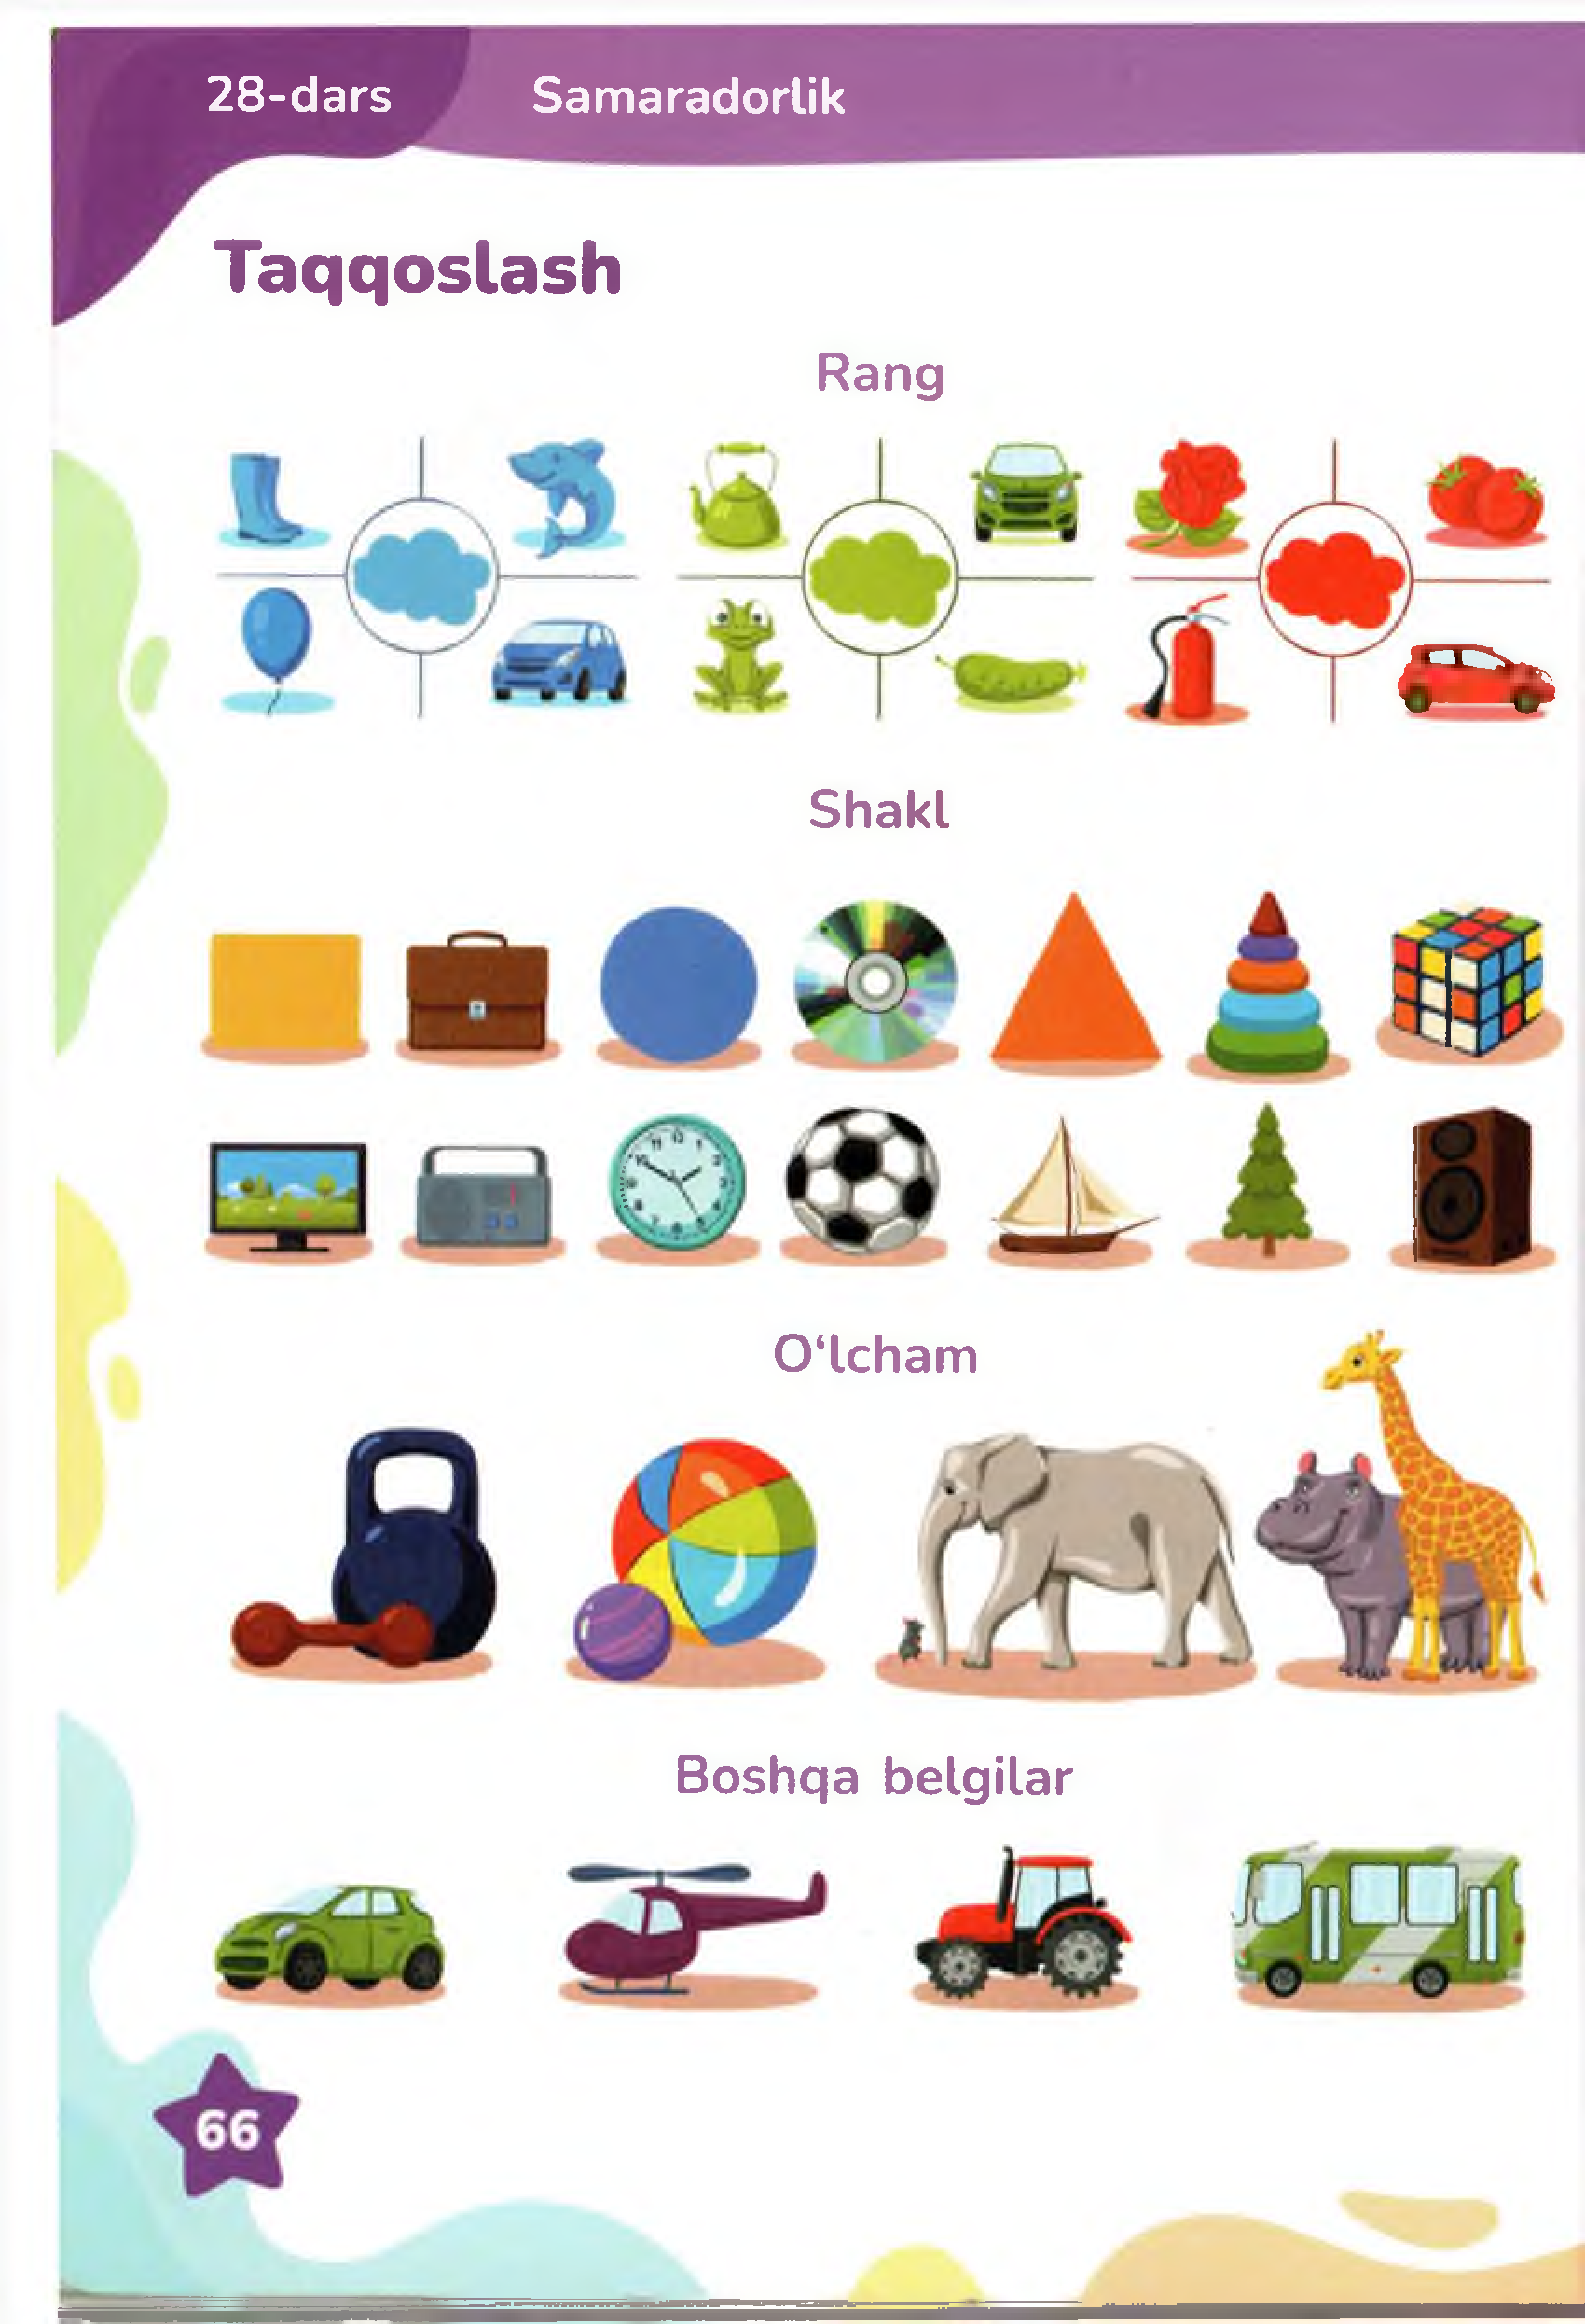 28-dars
Samaradorlik
Taqqoslash
Rang
Shakl
O‘lcham
Boshqa belgilar
66